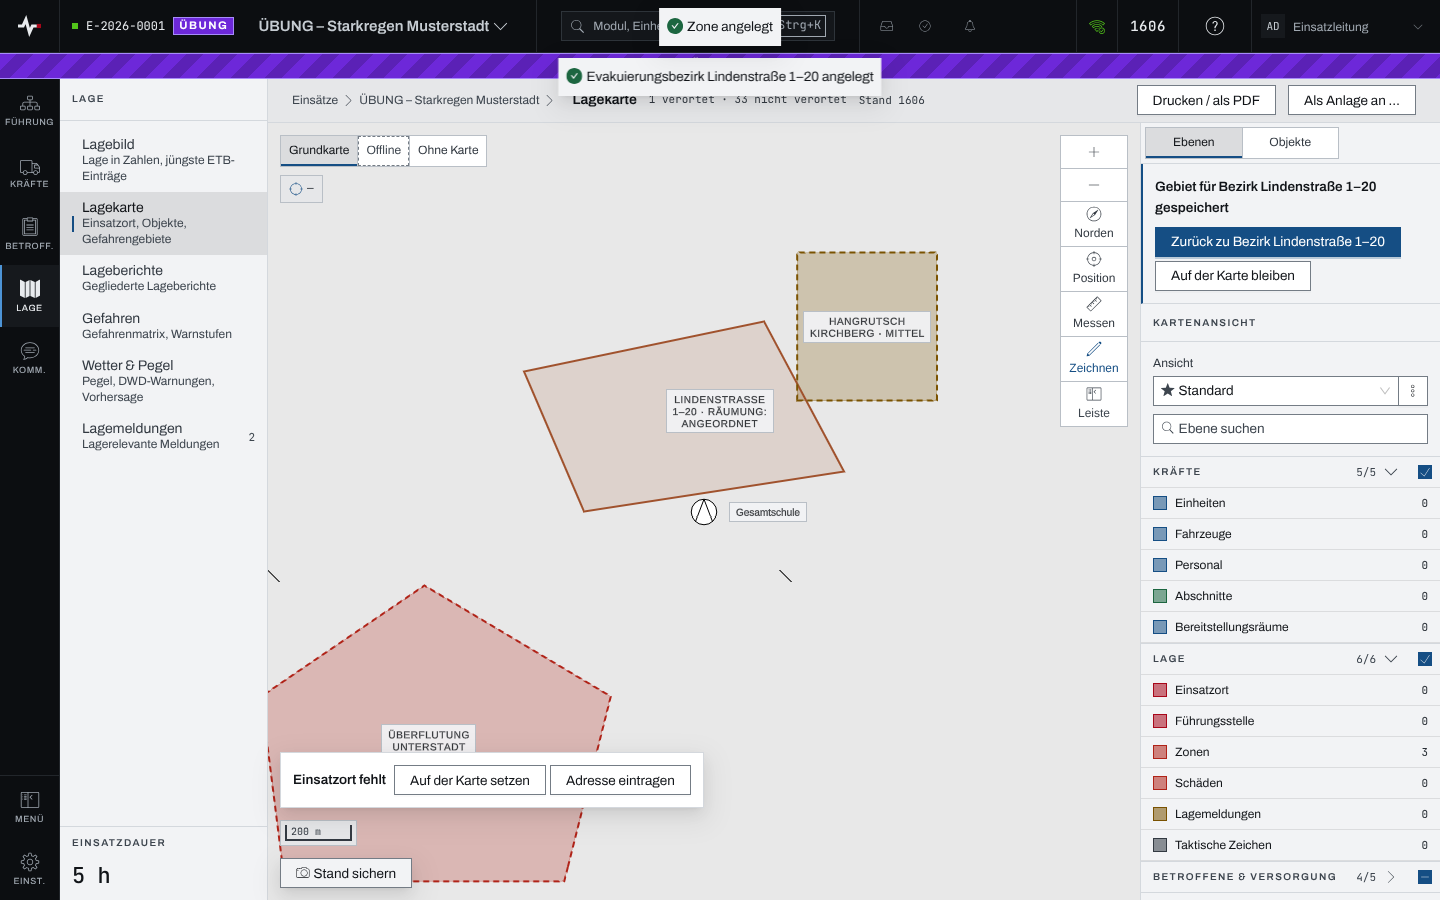 E-2026-0001
ÜBUNG
ÜBUNG – Starkregen Musterstadt
Modul,
Strg+K
Zone angelegt
1606
AD
Einsatzleitung
Evakuierungsbezirk Lindenstraße 1–20 angelegt
FÜHRUNG
KRÄFTE
BETROFF.
LAGE
KOMM.
MENÜ
EINST.
LAGE
Lagebild
Lage in Zahlen, jüngste ETB-
Einträge
Lagekarte
Einsatzort, Objekte,
Gefahrengebiete
Lageberichte
Gegliederte Lageberichte
Gefahren
Gefahrenmatrix, Warnstufen
Wetter & Pegel
Pegel, DWD-Warnungen,
Vorhersage
Lagemeldungen
Lagerelevante Meldungen
2
EINSATZDAUER
5 h
Einsätze
ÜBUNG – Starkregen Musterstadt
Lagekarte
1 verortet · 33 nicht verortet
Stand 1606
Drucken / als PDF
Als Anlage an ...
Grundkarte
Offline
Ohne Karte
–
HANGRUTSCH
KIRCHBERG · MITTEL
LINDENSTRASSE
1–20 · RÄUMUNG:
ANGEORDNET
Gesamtschule
ÜBERFLUTUNG
UNTERSTADT
Einsatzort fehlt
Auf der Karte setzen
Adresse eintragen
200 m
Stand sichern
Norden
Position
Messen
Zeichnen
Leiste
Ebenen
Objekte
Gebiet für Bezirk Lindenstraße 1–20
gespeichert
Zurück zu Bezirk Lindenstraße 1–20
Auf der Karte bleiben
KARTENANSICHT
Ansicht
Standard
Ebene suchen
KRÄFTE 5/5
Einheiten 0
Fahrzeuge 0
Personal 0
Abschnitte 0
Bereitstellungsräume 0
LAGE 6/6
Einsatzort 0
Führungsstelle 0
Zonen 3
Schäden 0
Lagemeldungen 0
Taktische Zeichen 0
BETROFFENE & VERSORGUNG 4/5